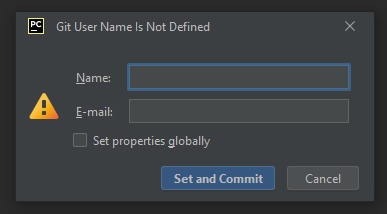 PC Git User Name Is Not Defined
Name:
E-mail:
Set properties globally
Set and Commit Cancel